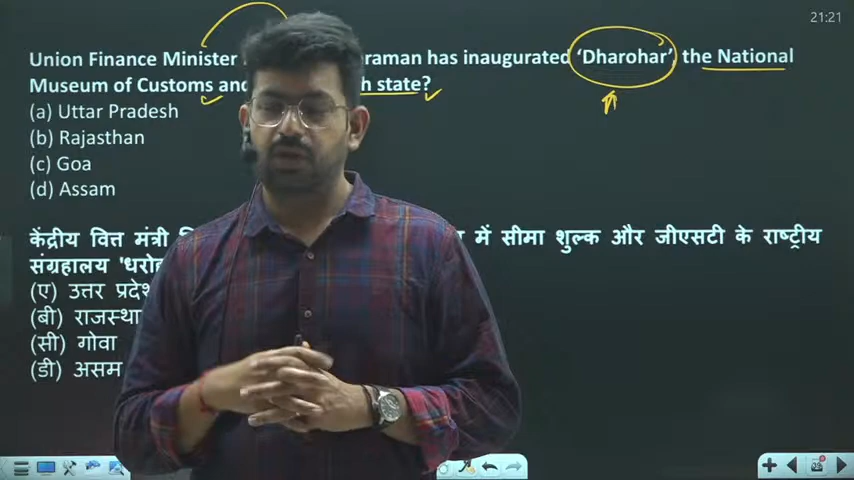 21:21
Union Finance Minister raman has inaugurated 'Dharohar', the National
Museum of Customs and h state?
(a) Uttar Pradesh
(b) Rajasthan
(c) Goa
(d) Assam
केंद्रीय वित्त मंत्री में सीमा शुल्क और जीएसटी के राष्ट्रीय
संग्रहालय 'धरो
(ए) उत्तर प्रदेश
(बी) राजस्था
(सी) गोवा
(डी) असम